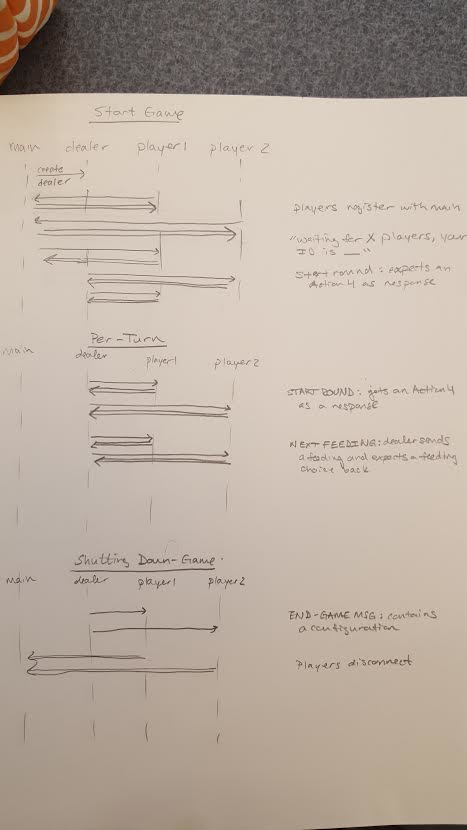 Start Game
main dealer player1 player 2
create
dealer
players register with main
"waiting for X players, your
ID is __"
Start round : expects an
Action4 as response
Per-Turn
main dealer player1 player2
START ROUND : gets an Action4
as a response
NEXT FEEDING: dealer sends
a feeding and expects a feeding
choice back
Shutting Down-Game
main dealer player1 player2
END-GAME MSG : contains
a configuration
Players disconnect